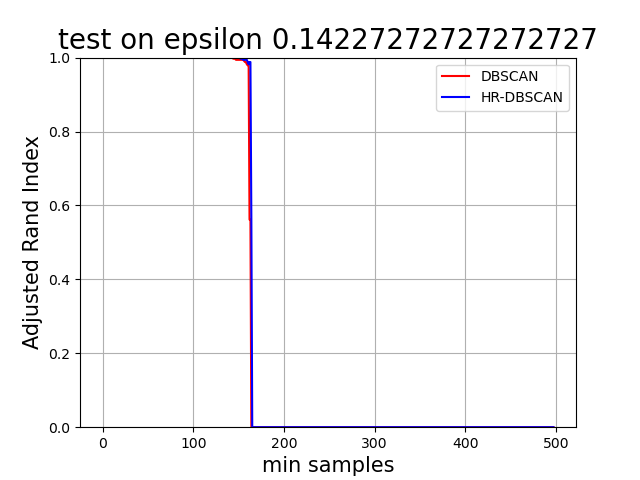 test on epsilon 0.14227272727272727
1.0
0.8
0.6
0.4
0.2
0.0
Adjusted Rand Index
DBSCAN
HR-DBSCAN
0 100 200 300 400 500
min samples